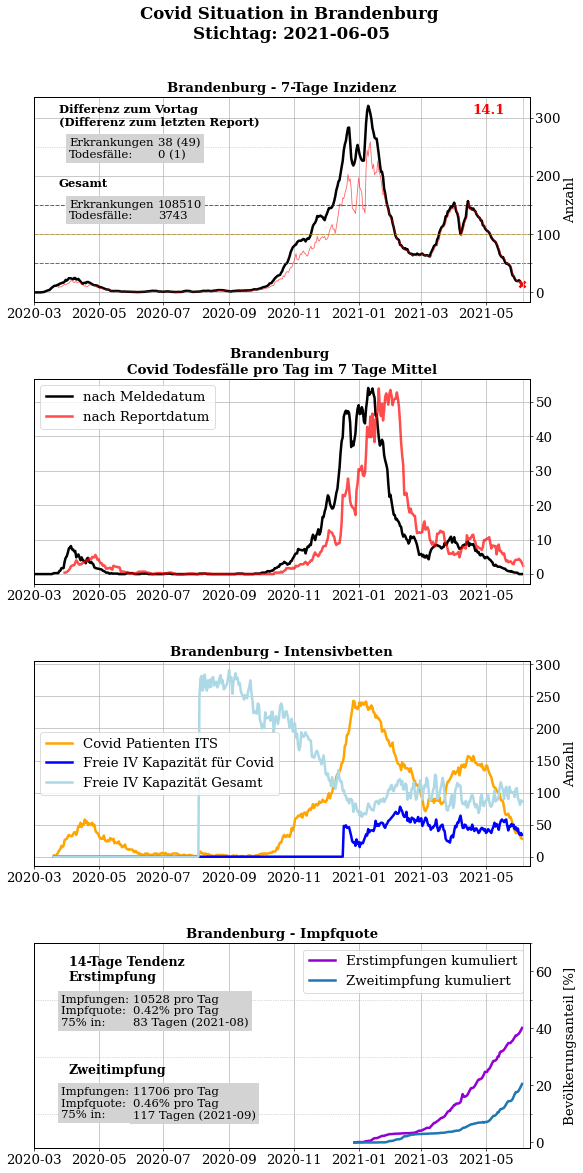 Covid Situation in Brandenburg
Stichtag: 2021-06-05
Brandenburg - 7-Tage Inzidenz
Differenz zum Vortag
(Differenz zum letzten Report)
Erkrankungen 38 (49)
Todesfälle: 0 (1)
Gesamt
Erkrankungen 108510
Todesfälle: 3743
14.1
300
200
100
0
Anzahl
2020-03 2020-05 2020-07 2020-09 2020-11 2021-01 2021-03 2021-05
Brandenburg
Covid Todesfälle pro Tag im 7 Tage Mittel
nach Meldedatum
nach Reportdatum
50
40
30
20
10
0
2020-03 2020-05 2020-07 2020-09 2020-11 2021-01 2021-03 2021-05
Brandenburg - Intensivbetten
Covid Patienten ITS
Freie IV Kapazität für Covid
Freie IV Kapazität Gesamt
300
250
200
150
100
50
0
Anzahl
2020-03 2020-05 2020-07 2020-09 2020-11 2021-01 2021-03 2021-05
Brandenburg - Impfquote
14-Tage Tendenz
Erstimpfung
Impfungen: 10528 pro Tag
Impfquote: 0.42% pro Tag
75% in: 83 Tagen (2021-08)
Zweitimpfung
Impfungen: 11706 pro Tag
Impfquote: 0.46% pro Tag
75% in: 117 Tagen (2021-09)
Erstimpfungen kumuliert
Zweitimpfung kumuliert
60
40
20
0
Bevölkerungsanteil [%]
2020-03 2020-05 2020-07 2020-09 2020-11 2021-01 2021-03 2021-05